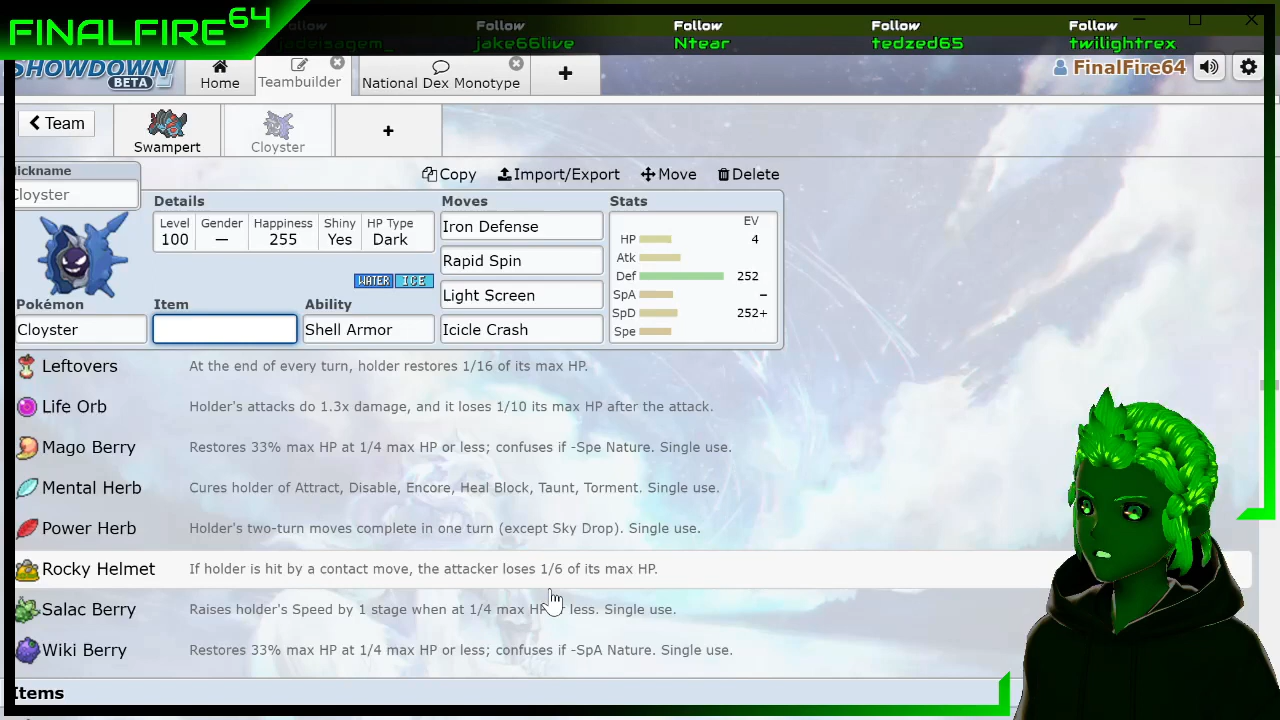 FINALFIRE64
Follow
Follow
Follow
Follow
Follow
jadeisagem_
jake66live
Ntear
tedzed65
twilightrex
SHOWDOWN
BETA
Home
Teambuilder
National Dex Monotype
+
FinalFire64
Team
Swampert
Cloyster
+
Nickname
Cloyster
Copy
Import/Export
Move
Delete
Details
Level
100
Gender
—
Happiness
255
Shiny
Yes
HP Type
Dark
WATER ICE
Moves
Iron Defense
Rapid Spin
Light Screen
Icicle Crash
Stats
EV
HP 4
Atk
Def 252
SpA –
SpD 252+
Spe
Pokémon
Cloyster
Item
Ability
Shell Armor
Leftovers At the end of every turn, holder restores 1/16 of its max HP.
Life Orb Holder's attacks do 1.3x damage, and it loses 1/10 its max HP after the attack.
Mago Berry Restores 33% max HP at 1/4 max HP or less; confuses if -Spe Nature. Single use.
Mental Herb Cures holder of Attract, Disable, Encore, Heal Block, Taunt, Torment. Single use.
Power Herb Holder's two-turn moves complete in one turn (except Sky Drop). Single use.
Rocky Helmet If holder is hit by a contact move, the attacker loses 1/6 of its max HP.
Salac Berry Raises holder's Speed by 1 stage when at 1/4 max HP less. Single use.
Wiki Berry Restores 33% max HP at 1/4 max HP or less; confuses if -SpA Nature. Single use.
Items